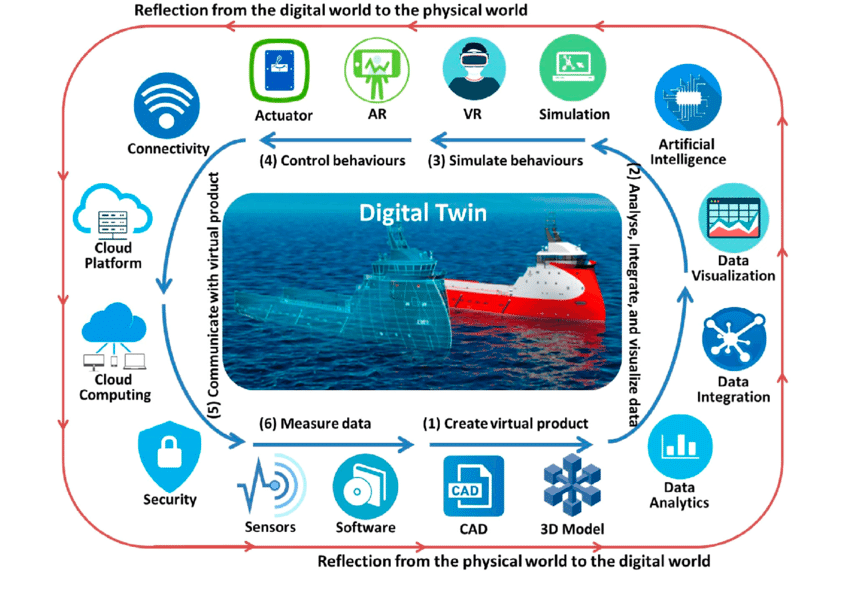 Reflection from the digital world to the physical world
Actuator
AR
VR
Simulation
Connectivity
Artificial
Intelligence
(4) Control behaviours
(3) Simulate behaviours
(2) Analyse, Integrate, and visualize data
Digital Twin
Cloud
Platform
Data
Visualization
(5) Communicate with virtual product
Cloud
Computing
Data
Integration
(6) Measure data
(1) Create virtual product
Security
Sensors
Software
CAD
CAD
3D Model
Data
Analytics
Reflection from the physical world to the digital world